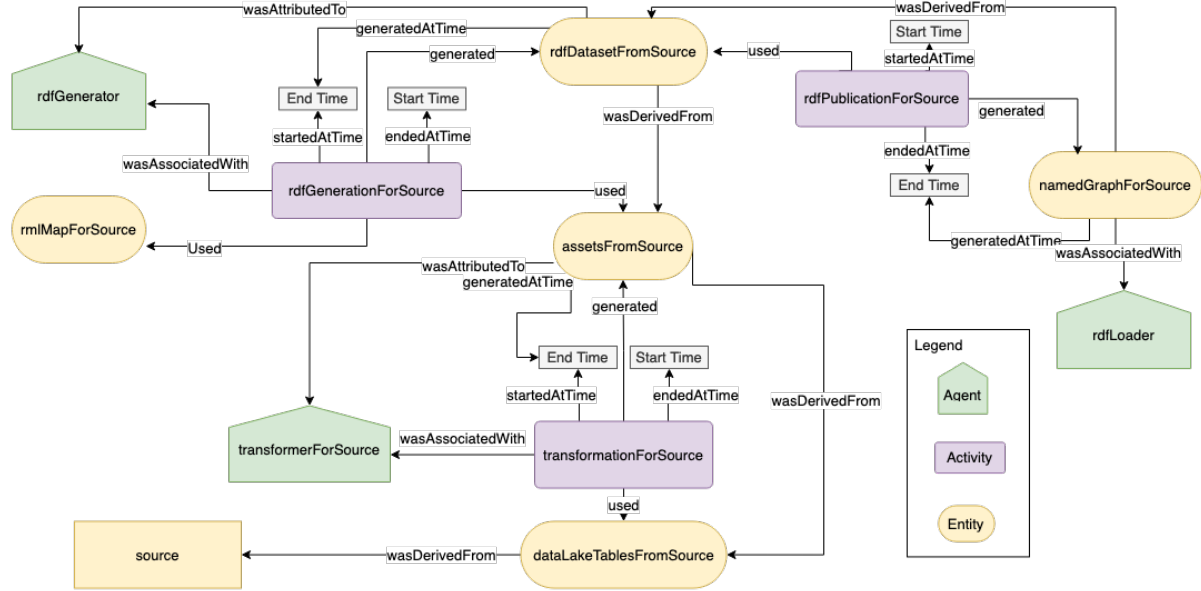 wasAttributedTo
wasDerivedFrom
generatedAtTime
Start Time
rdfDatasetFromSource
used
generated
startedAtTime
rdfGenerator
End Time
Start Time
rdfPublicationForSource
generated
wasDerivedFrom
startedAtTime
endedAtTime
endedAtTime
wasAssociatedWith
rdfGenerationForSource
used
End Time
namedGraphForSource
rmlMapForSource
Used
assetsFromSource
generatedAtTime
wasAssociatedWith
wasAttributedTo
generatedAtTime
generated
rdfLoader
Legend
End Time
Start Time
startedAtTime
endedAtTime
Agent
wasDerivedFrom
wasAssociatedWith
transformerForSource
transformationForSource
Activity
used
Entity
source
wasDerivedFrom
dataLakeTablesFromSource